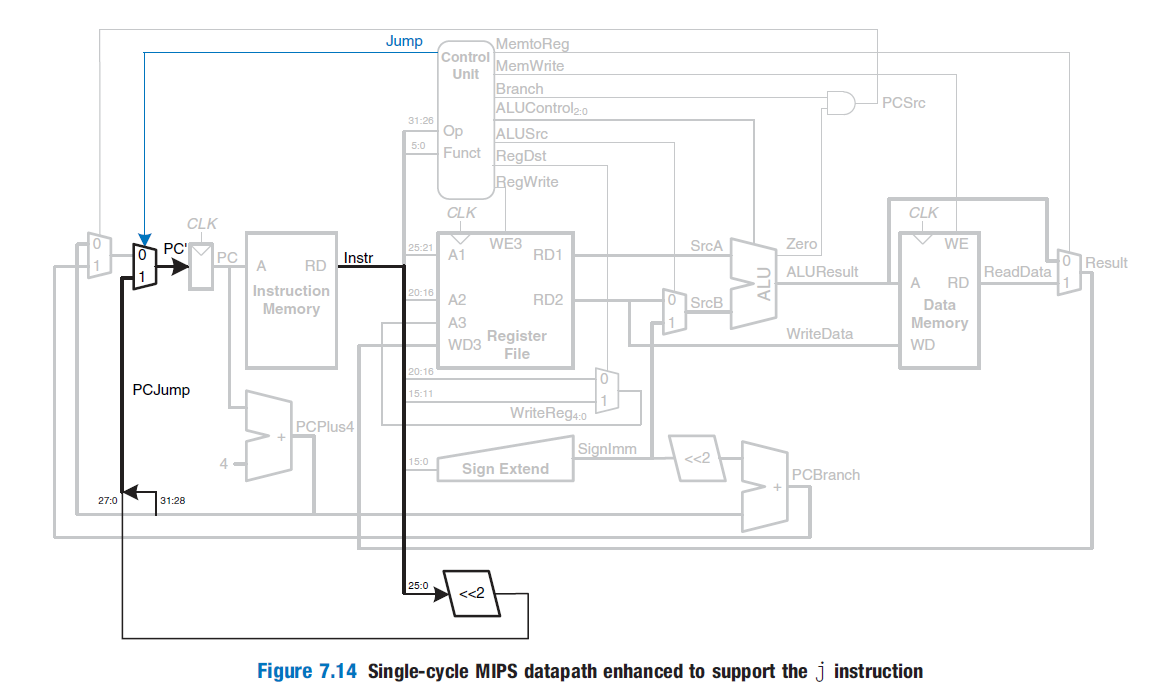 Jump
MemtoReg
Control
Unit
MemWrite
Branch
PCSrc
ALUControl2:0
31:26
Op
ALUSrc
5:0
Funct
RegDst
RegWrite
CLK
CLK
CLK
0
1
0
1
PC'
PC
A
RD
Instruction
Memory
Instr
25:21
A1
WE3
RD1
SrcA
Zero
WE
20:16
A2
RD2
0
1
SrcB
ALU
ALUResult
A
RD
ReadData
0
1
Result
A3
Data
Memory
WD3
Register
File
WriteData
WD
20:16
0
PCJump
15:11
1
WriteReg4:0
PCPlus4
+
4
SignImm
15:0
Sign Extend
<<2
PCBranch
+
27:0
31:28
25:0
<<2
Figure 7.14 Single-cycle MIPS datapath enhanced to support the j instruction